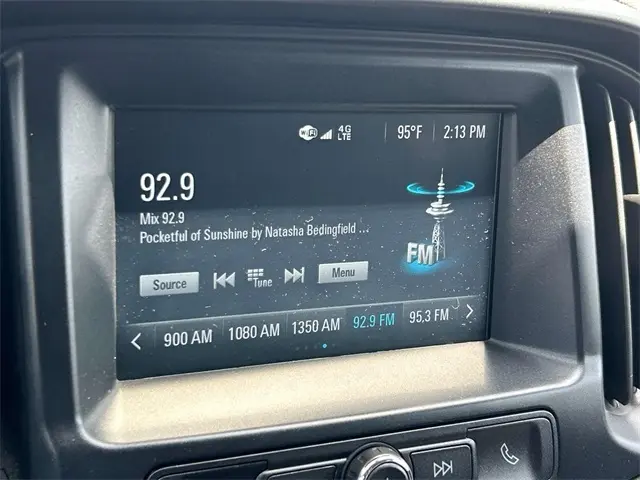 WiFi 4G LTE 95°F 2:13 PM
92.9
Mix 92.9
Pocketful of Sunshine by Natasha Bedingfield ...
FM
Source Tune Menu
900 AM 1080 AM 1350 AM 92.9 FM 95.3 FM